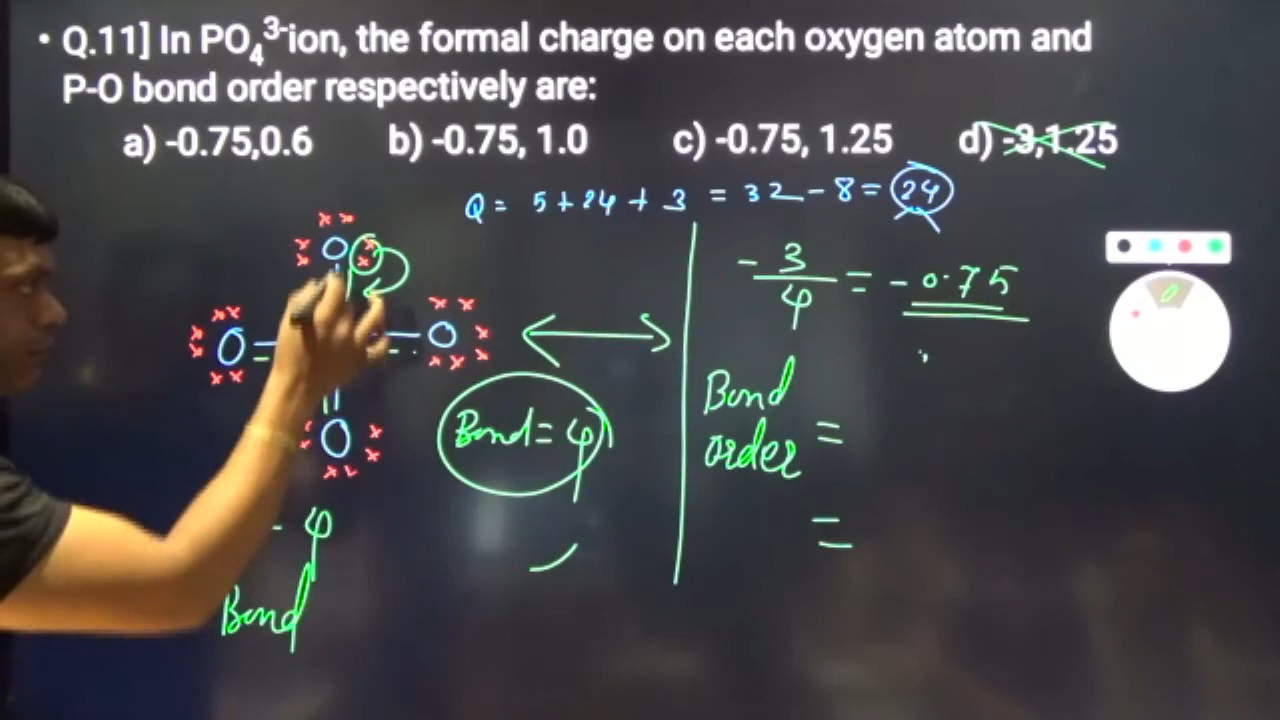 • Q.11] In PO₄³⁻ion, the formal charge on each oxygen atom and
P-O bond order respectively are:
a) -0.75,0.6 b) -0.75, 1.0 c) -0.75, 1.25 d) -3,1.25
Q = 5+24 + 3 = 32 - 8 = 24
- 3/4 = - 0.75
O
O
O
O
Bond = 4
Bond
order =
=
- 4
Bond